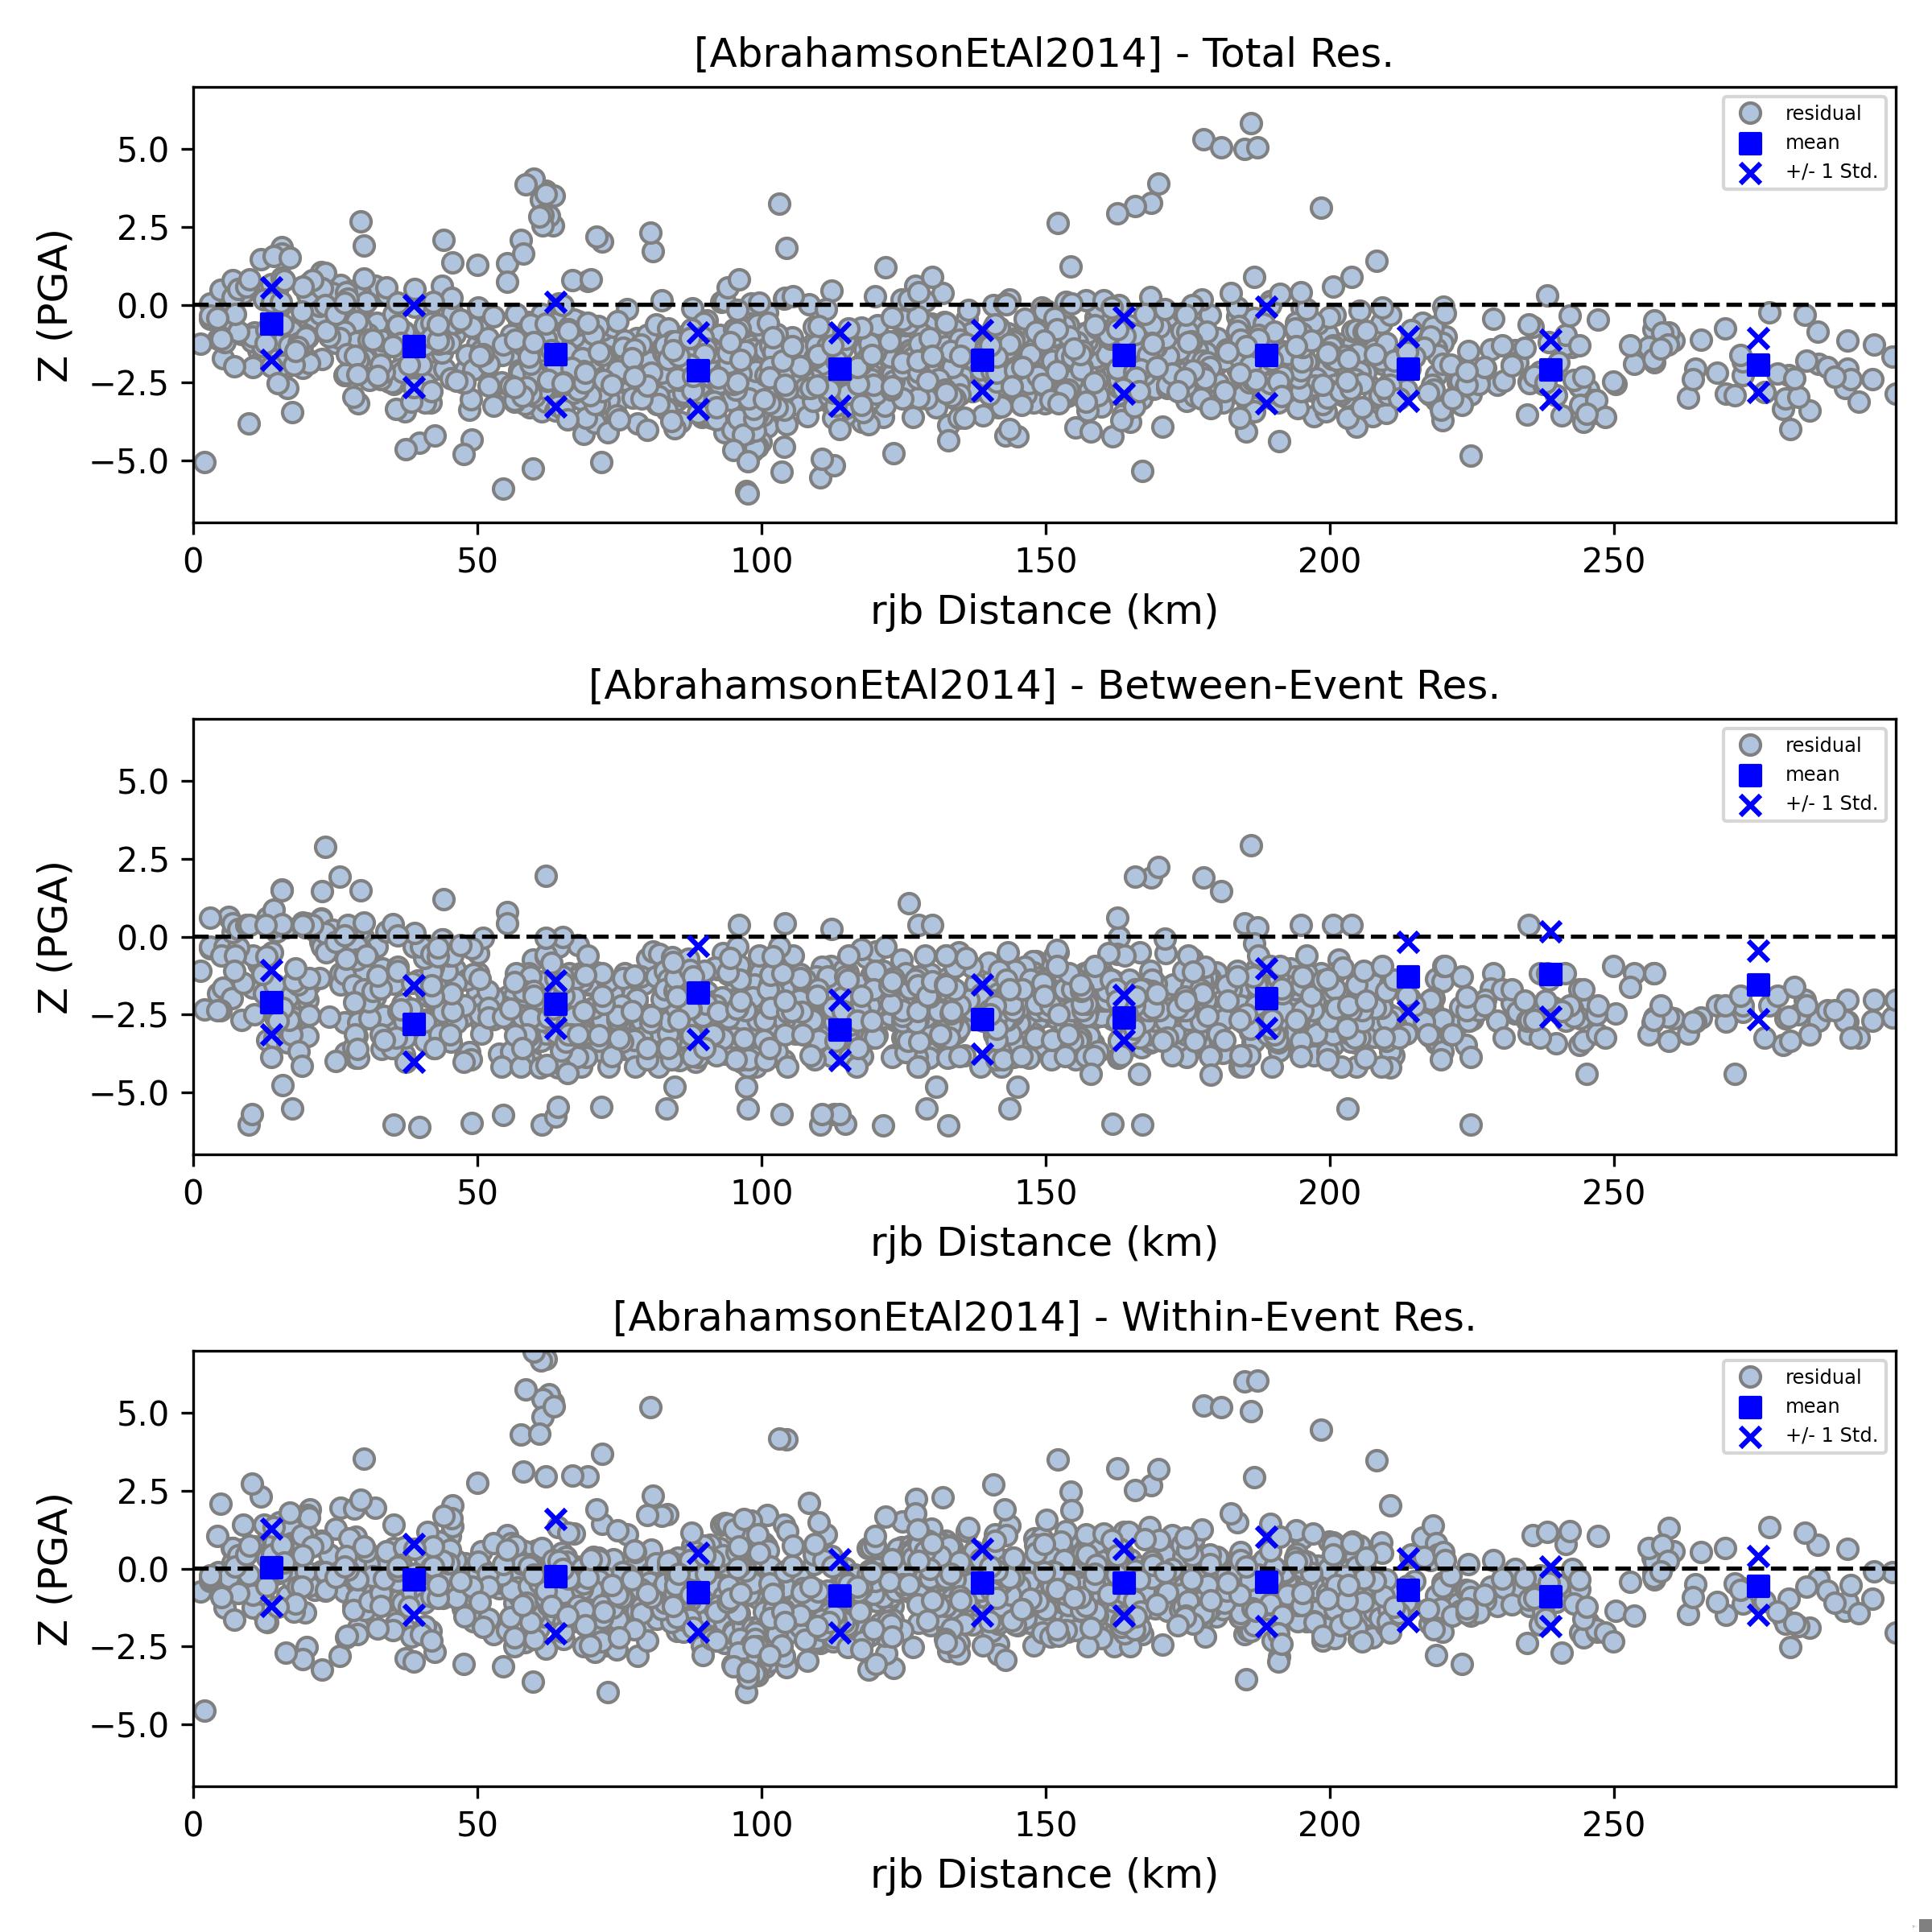 [AbrahamsonEtAl2014] - Total Res.
Z (PGA)
5.0
2.5
0.0
−2.5
−5.0
residual
mean
+/- 1 Std.
0 50 100 150 200 250
rjb Distance (km)
[AbrahamsonEtAl2014] - Between-Event Res.
Z (PGA)
5.0
2.5
0.0
−2.5
−5.0
residual
mean
+/- 1 Std.
0 50 100 150 200 250
rjb Distance (km)
[AbrahamsonEtAl2014] - Within-Event Res.
Z (PGA)
5.0
2.5
0.0
−2.5
−5.0
residual
mean
+/- 1 Std.
0 50 100 150 200 250
rjb Distance (km)